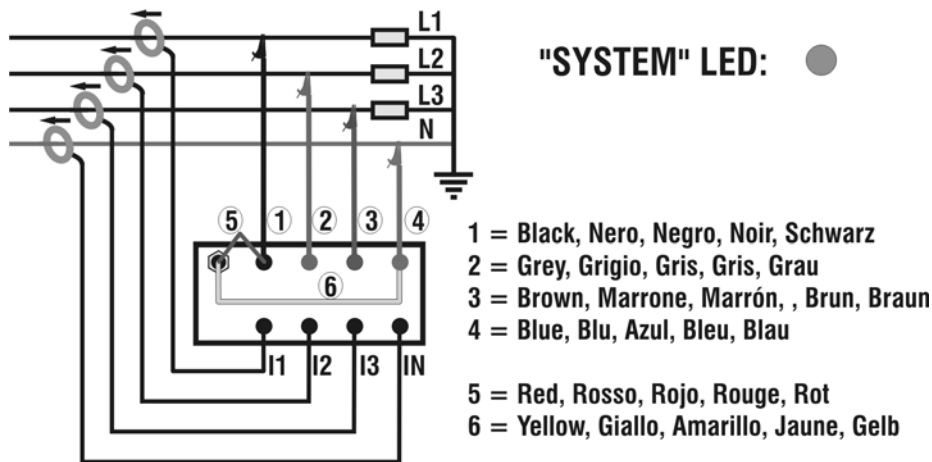 L1
L2
L3
N
"SYSTEM" LED:
5 1 2 3 4
6
I1 I2 I3 IN
1 = Black, Nero, Negro, Noir, Schwarz
2 = Grey, Grigio, Gris, Gris, Grau
3 = Brown, Marrone, Marrón, , Brun, Braun
4 = Blue, Blu, Azul, Bleu, Blau
5 = Red, Rosso, Rojo, Rouge, Rot
6 = Yellow, Giallo, Amarillo, Jaune, Gelb